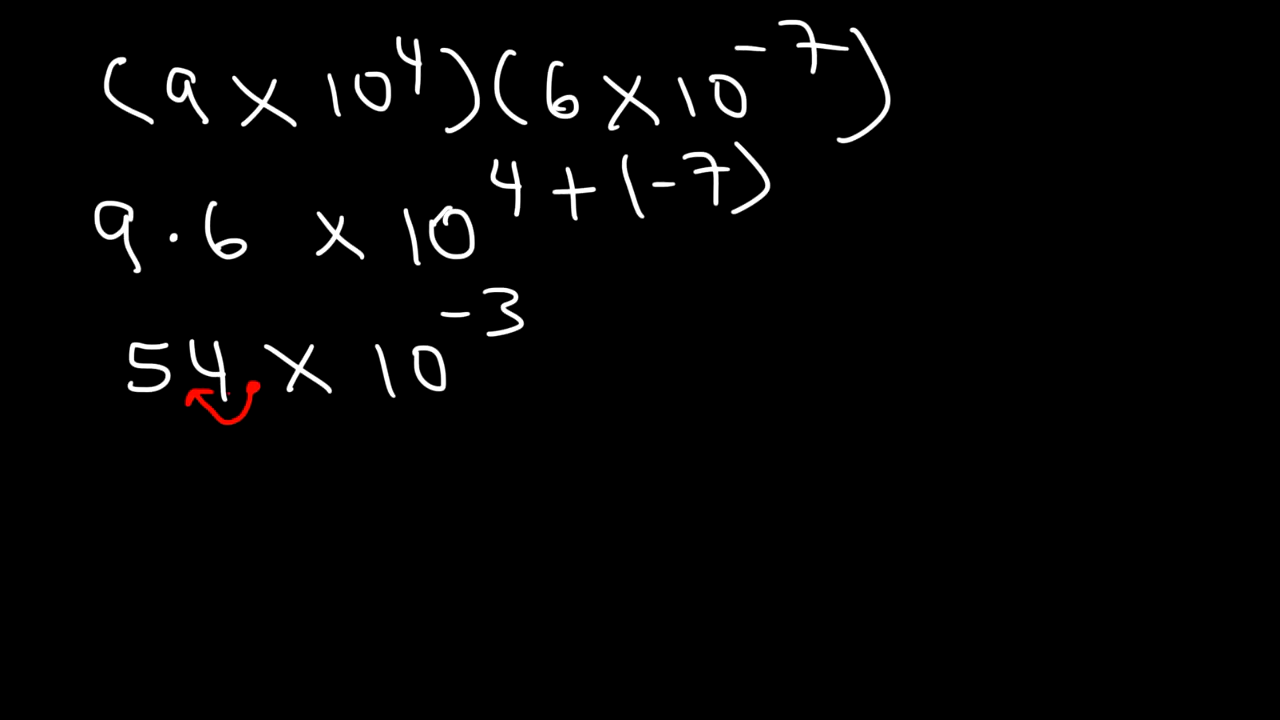 (9 × 10⁴)(6 × 10⁻⁷)
9 · 6 × 10⁴⁺⁽⁻⁷⁾
54 × 10⁻³